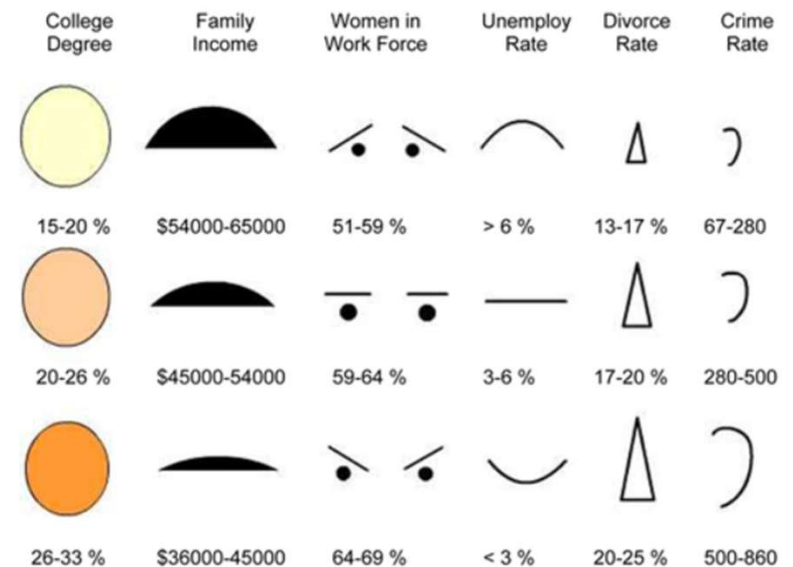 College Family Women in Unemploy Divorce Crime
Degree Income Work Force Rate Rate Rate
15-20 % $54000-65000 51-59 % > 6 % 13-17 % 67-280
20-26 % $45000-54000 59-64 % 3-6 % 17-20 % 280-500
26-33 % $36000-45000 64-69 % < 3 % 20-25 % 500-860